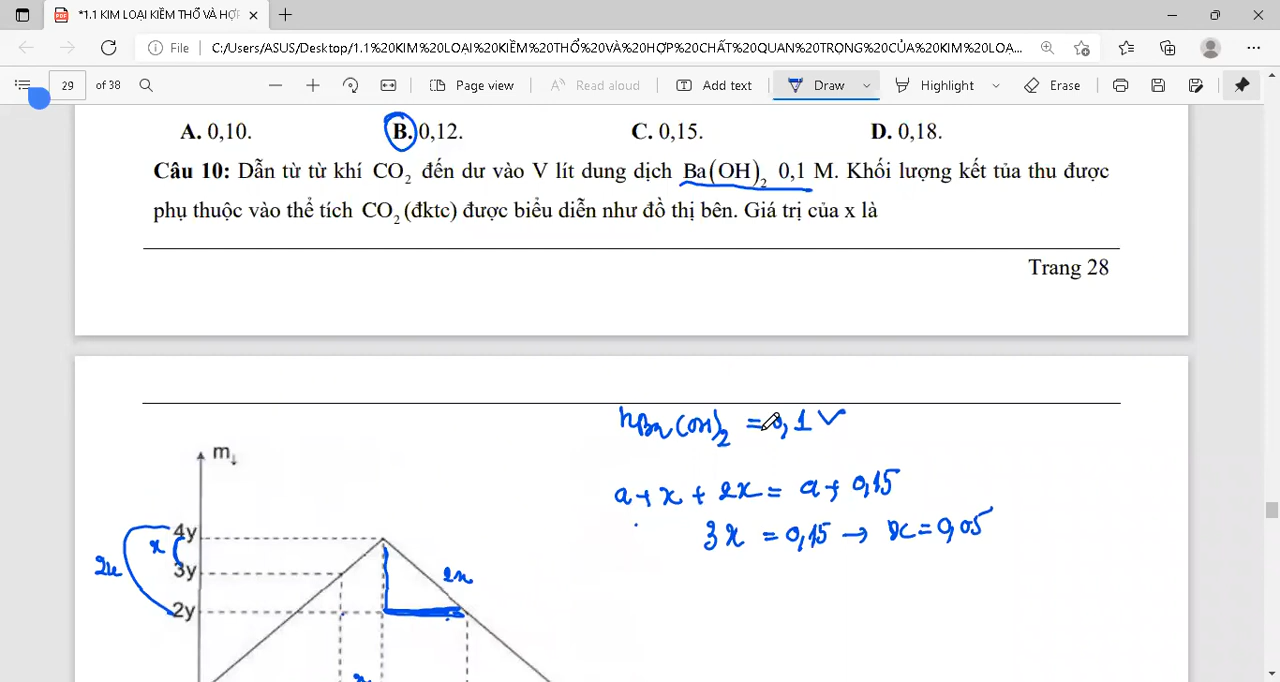 *1.1 KIM LOẠI KIỀM THỔ VÀ HỢP
File
C:/Users/ASUS/Desktop/1.1%20KIM%20LOẠI%20KIỀM%20THỔ%20VÀ%20HỢP%20CHẤT%20QUAN%20TRỌNG%20CỦA%20KIM%20LOẠ...
29 of 38
Page view
Read aloud
Add text
Draw
Highlight
Erase
A. 0,10. B. 0,12. C. 0,15. D. 0,18.
Câu 10: Dẫn từ từ khí CO₂ đến dư vào V lít dung dịch Ba(OH)₂ 0,1 M. Khối lượng kết tủa thu được
phụ thuộc vào thể tích CO₂ (đktc) được biểu diễn như đồ thị bên. Giá trị của x là
Trang 28
nBa(OH)₂ = 0,1 V
a + x + 2x = a + 0,15
3x = 0,15 → x = 0,05
m↓
4y
x
3y
2x
2y
2x